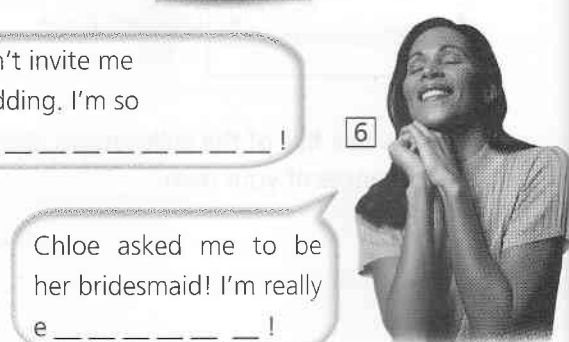 n't invite me
dding. I'm so
_ _ _ _ _ _ _ _ _ _ !
6
Chloe asked me to be
her bridesmaid! I'm really
e _ _ _ _ _ _ !